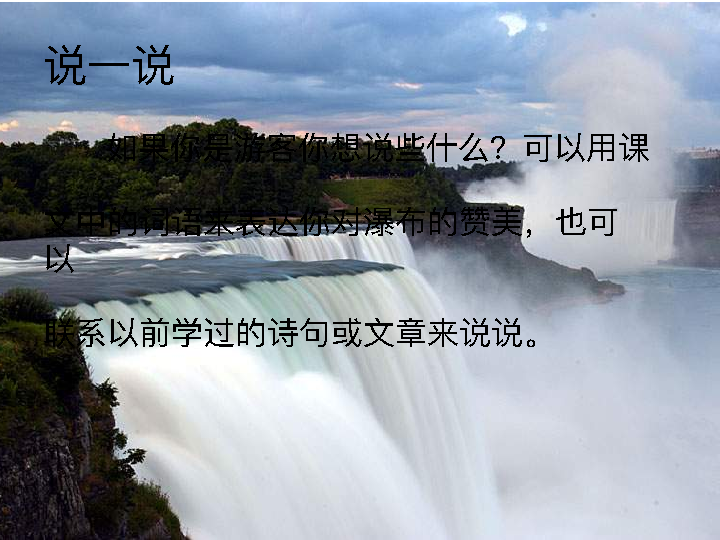 说一说
如果你是游客你想说些什么？可以用课
文中的词语来表达你对瀑布的赞美，也可
以
联系以前学过的诗句或文章来说说。